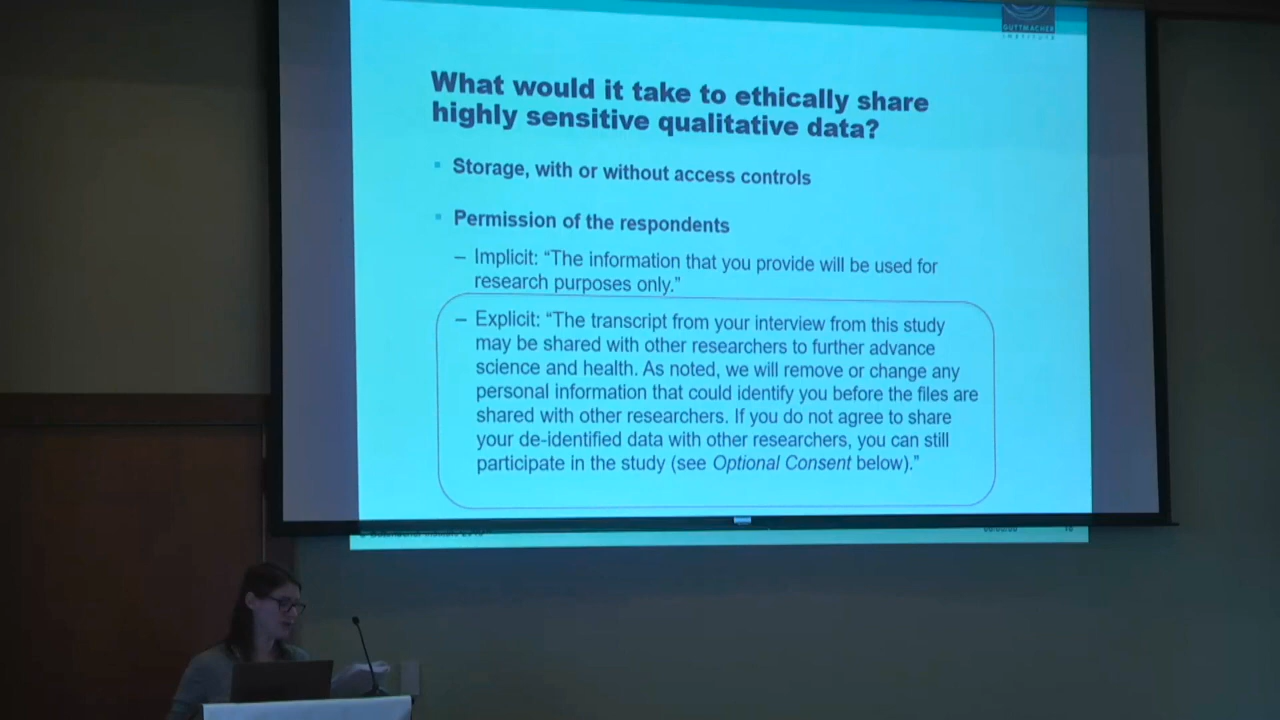 GUTTMACHER
INSTITUTE
What would it take to ethically share
highly sensitive qualitative data?
Storage, with or without access controls
Permission of the respondents
– Implicit: “The information that you provide will be used for
research purposes only.”
– Explicit: “The transcript from your interview from this study
may be shared with other researchers to further advance
science and health. As noted, we will remove or change any
personal information that could identify you before the files are
shared with other researchers. If you do not agree to share
your de-identified data with other researchers, you can still
participate in the study (see Optional Consent below).”